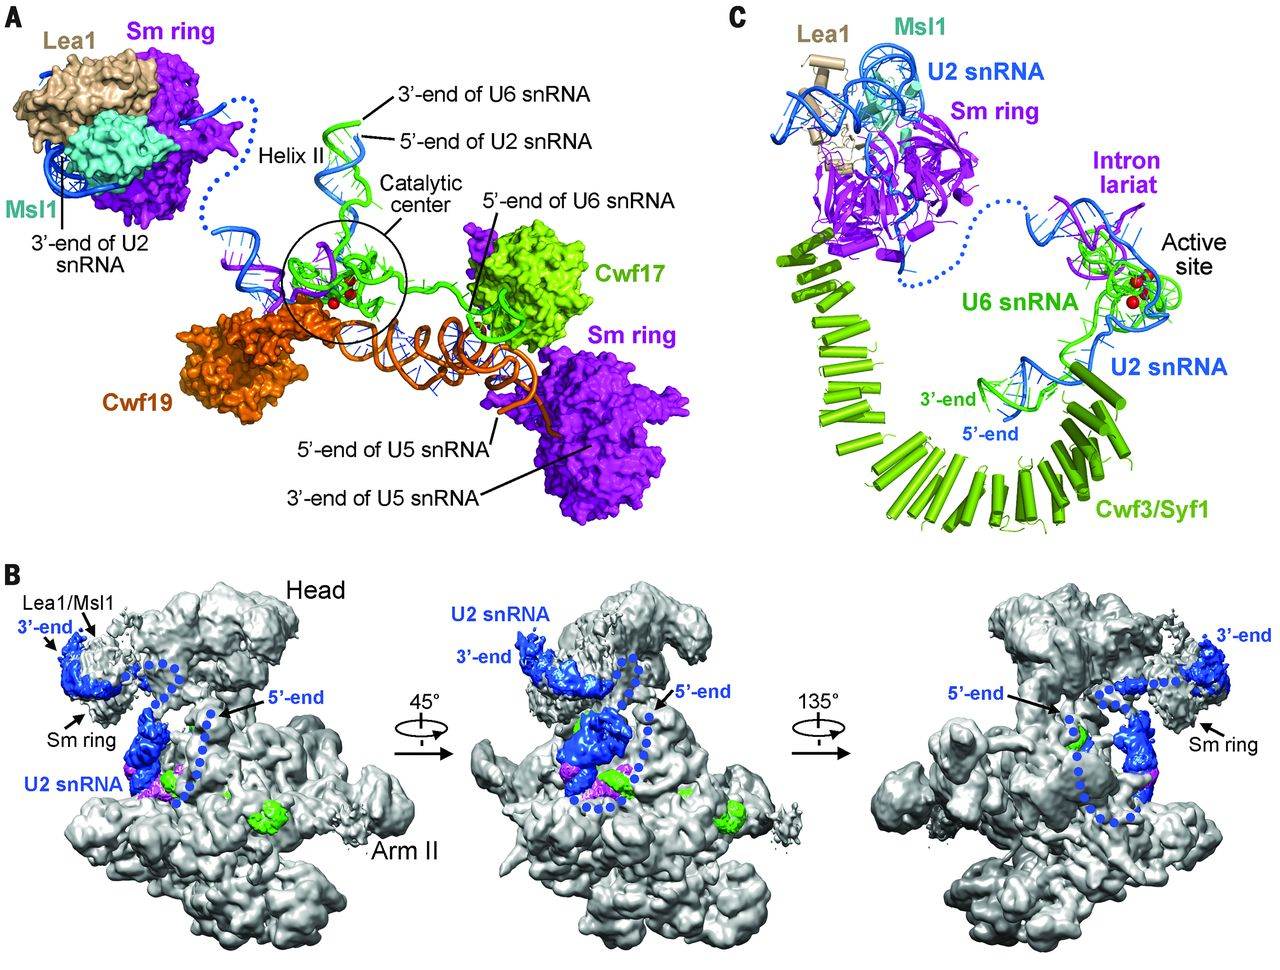 A
Lea1
Sm ring
3’-end of U6 snRNA
5’-end of U2 snRNA
Helix II
Catalytic
center
5’-end of U6 snRNA
Msl1
3’-end of U2
snRNA
Cwf17
Sm ring
Cwf19
5’-end of U5 snRNA
3’-end of U5 snRNA
C
Lea1
Msl1
U2 snRNA
Sm ring
Intron
lariat
Active
site
U6 snRNA
U2 snRNA
3’-end
5’-end
Cwf3/Syf1
B
Lea1/Msl1
3’-end
Head
5’-end
Sm ring
U2 snRNA
Arm II
45°
U2 snRNA
3’-end
5’-end
135°
3’-end
5’-end
Sm ring